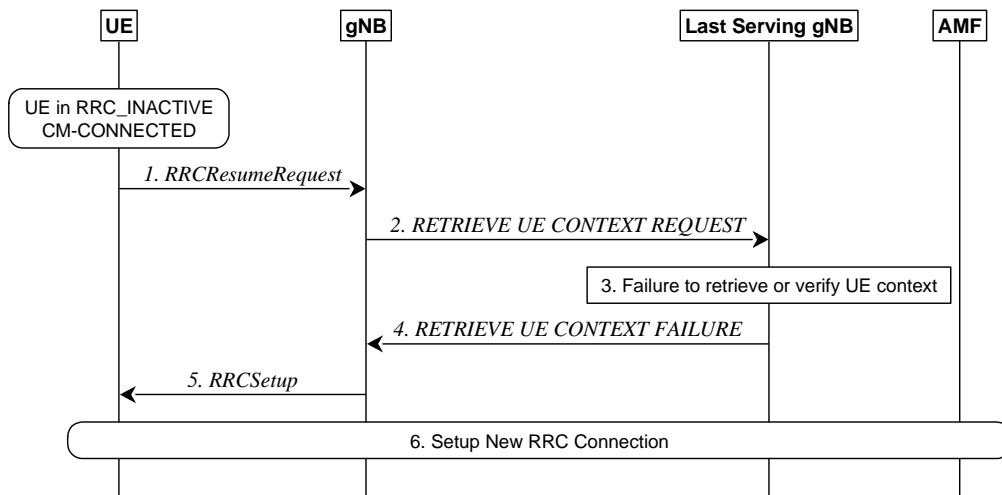 UE
gNB
Last Serving gNB
AMF
UE in RRC_INACTIVE
CM-CONNECTED
1. RRCResumeRequest
2. RETRIEVE UE CONTEXT REQUEST
3. Failure to retrieve or verify UE context
4. RETRIEVE UE CONTEXT FAILURE
5. RRCSetup
6. Setup New RRC Connection